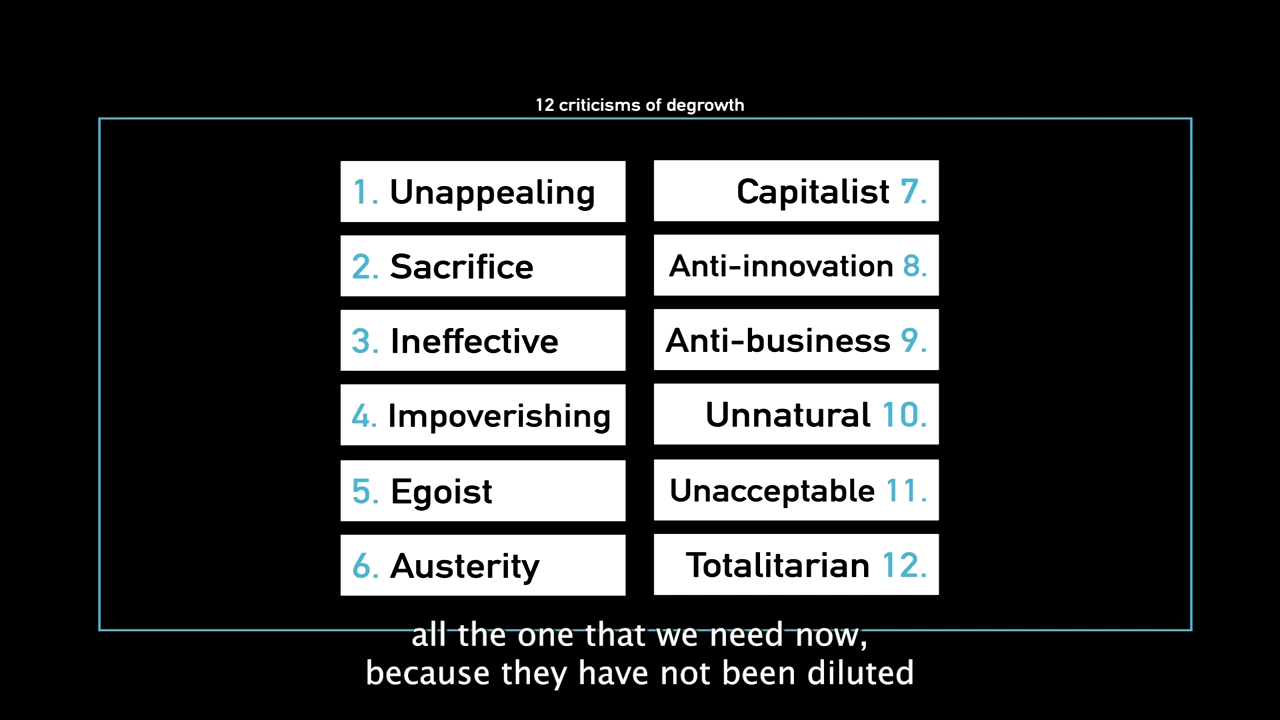 12 criticisms of degrowth
1. Unappealing
2. Sacrifice
3. Ineffective
4. Impoverishing
5. Egoist
6. Austerity
Capitalist 7.
Anti-innovation 8.
Anti-business 9.
Unnatural 10.
Unacceptable 11.
Totalitarian 12.
all the one that we need now,
because they have not been diluted